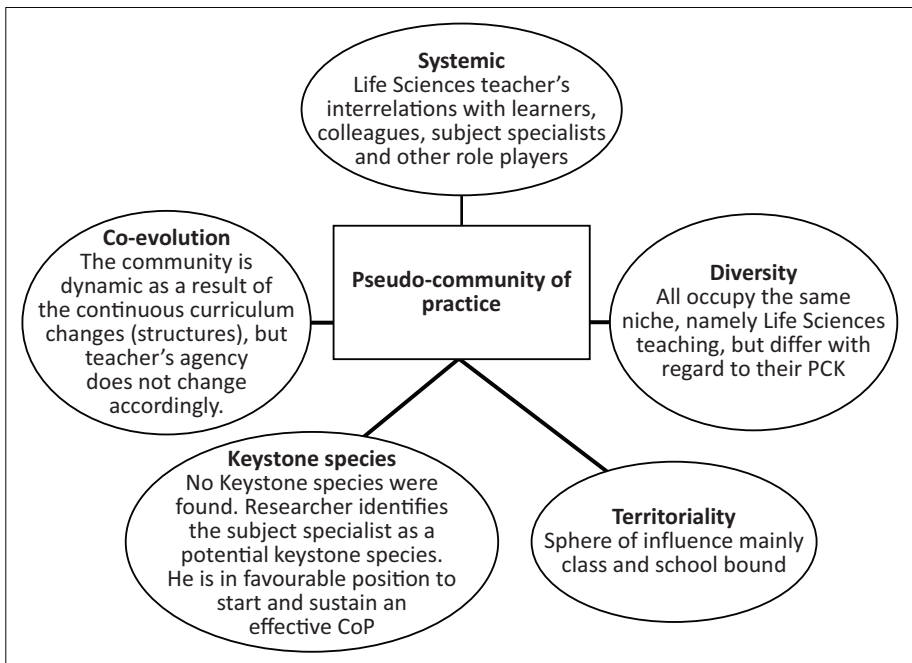 Systemic
Life Sciences teacher’s
interrelations with learners,
colleagues, subject specialists
and other role players
Co-evolution
The community is
dynamic as a result of
the continuous curriculum
changes (structures), but
teacher’s agency
does not change
accordingly.
Pseudo-community of
practice
Diversity
All occupy the same
niche, namely Life Sciences
teaching, but differ with
regard to their PCK
Keystone species
No Keystone species were
found. Researcher identifies
the subject specialist as a
potential keystone species.
He is in favourable position to
start and sustain an
effective CoP
Territoriality
Sphere of influence mainly
class and school bound